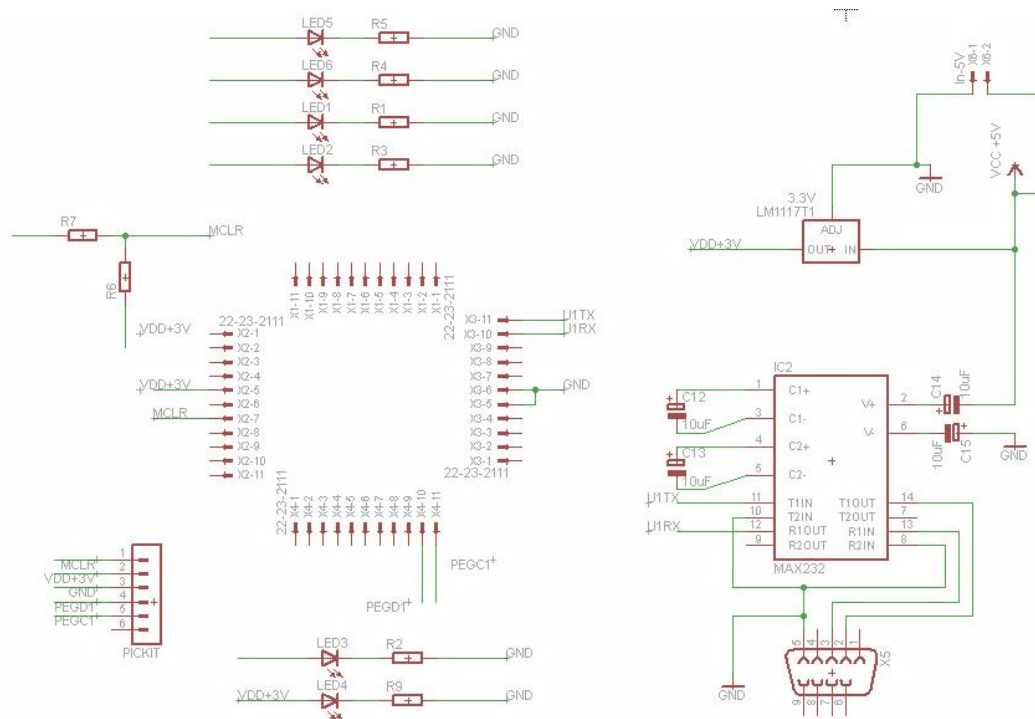 LED5 R5 GND
LED6 R4 GND
LED1 R1 GND
LED2 R3 GND
In-5V X6-1 X6-2
VCC +5V
GND
3.3V
LM1117T1
ADJ
VDD+3V OUT IN
R7 MCLR
R6
X1-11 X1-10 X1-9 X1-8 X1-7 X1-6 X1-5 X1-4 X1-3 X1-2 X1-1
22-23-2111
22-23-2111
VDD+3V X2-1
X2-2
X2-3
X2-4
VDD+3V X2-5
X2-6
MCLR X2-7
X2-8
X2-9
X2-10
X2-11
X3-11 U1TX
X3-10 U1RX
X3-9
X3-8
X3-7
X3-6 GND
X3-5
X3-4
X3-3
X3-2
X3-1
22-23-2111
22-23-2111
X4-1 X4-2 X4-3 X4-4 X4-5 X4-6 X4-7 X4-8 X4-9 X4-10 X4-11
PEGC1
PEGD1
IC2
1 C1+
3 C1-
4 C2+
5 C2-
U1TX 11 T1IN
10 T2IN
U1RX 12 R1OUT
9 R2OUT
V+ 2
V- 6
T1OUT 14
T2OUT 7
R1IN 13
R2IN 8
MAX232
C12
10uF
C13
10uF
C14
10uF
10uF
C15
GND
1
MCLR 2
VDD+3V 3
GND 4
PEGD1 5
PEGC1 6
PICKIT
LED3 R2 GND
VDD+3V LED4 R9 GND
GND
5 4 3 2 1
X5
9 8 7 6